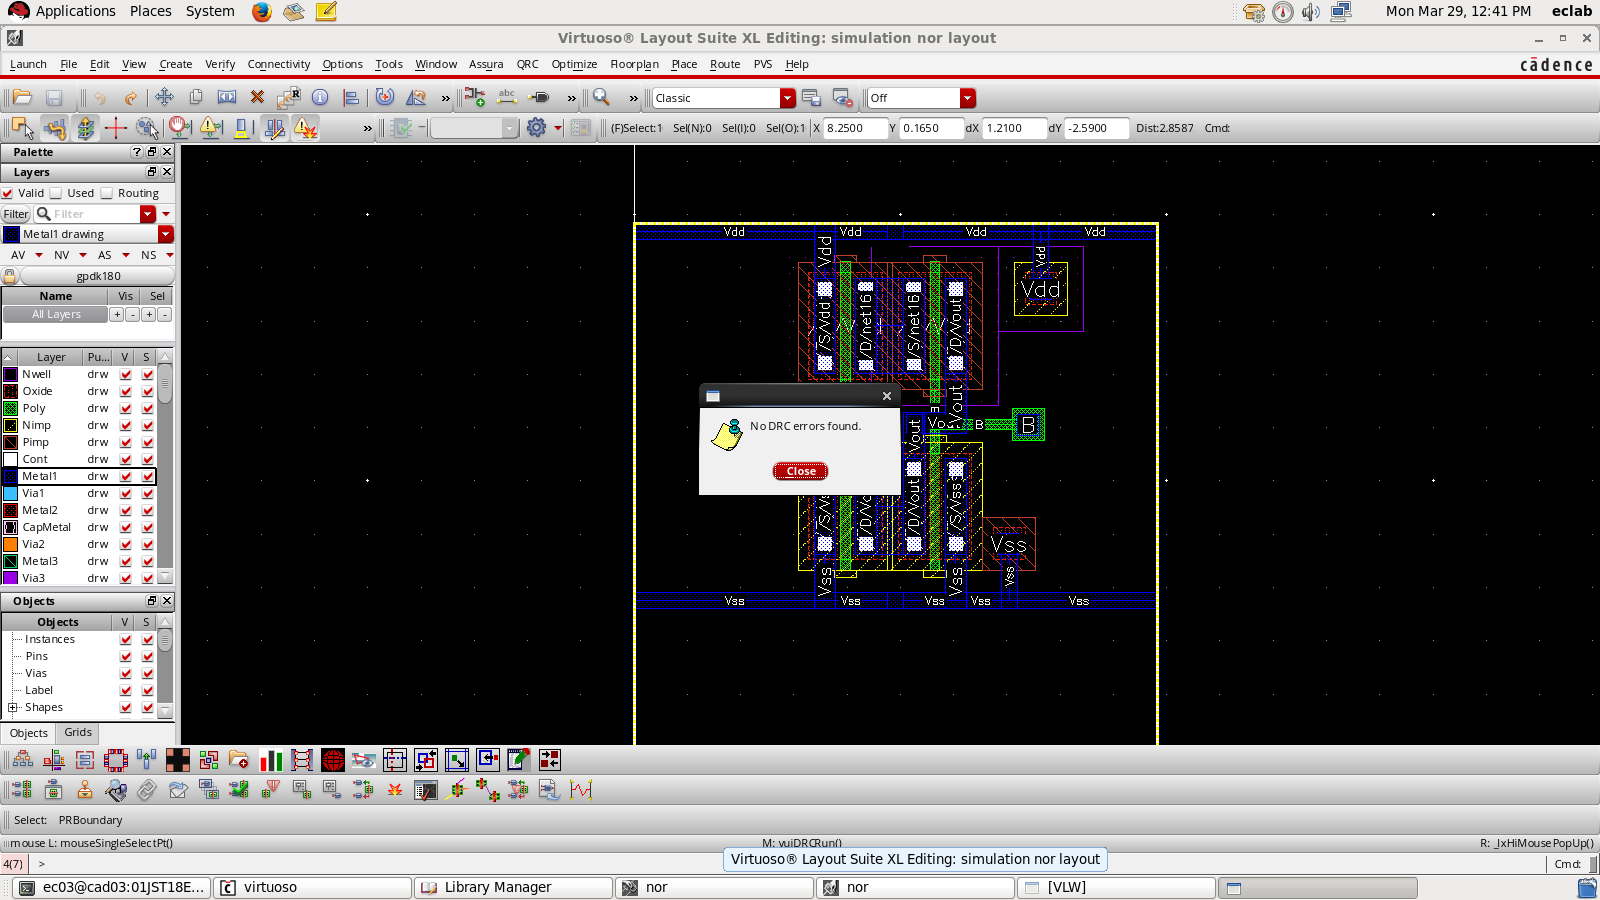 Applications Places System Mon Mar 29, 12:41 PM eclab
Virtuoso® Layout Suite XL Editing: simulation nor layout
Launch File Edit View Create Verify Connectivity Options Tools Window Assura QRC Optimize Floorplan Place Route PVS Help cādence
» » » Classic Off
» (F)Select:1 Sel(N):0 Sel(I):0 Sel(O):1 X 8.2500 Y 0.1650 dX 1.2100 dY -2.5900 Dist:2.8587 Cmd:
Palette
Layers
Valid Used Routing
Filter Filter
Metal1 drawing
AV NV AS NS
gpdk180
Name Vis Sel
All Layers + - + -
Layer Pu... V S
Nwell drw
Oxide drw
Poly drw
Nimp drw
Pimp drw
Cont drw
Metal1 drw
Via1 drw
Metal2 drw
CapMetal drw
Via2 drw
Metal3 drw
Via3 drw
Objects
Objects V S
Instances
Pins
Vias
Label
Shapes
Objects Grids
Vdd Vdd Vdd Vdd
Vdd Vdd
Vdd
/S/Vdd /D/net16 /S/net16 /D/Vout
No DRC errors found.
Close
Vout
B
Vout
B B
/D/Vout /S/Vss
Vss
Vss Vss Vss
Vss Vss Vss Vss Vss
Select: PRBoundary
mouse L: mouseSingleSelectPt() M: vuiDRCRun() R: _lxHiMousePopUp()
4(7) > Cmd:
Virtuoso® Layout Suite XL Editing: simulation nor layout
ec03@cad03:01JST18E... virtuoso Library Manager nor nor [VLW]